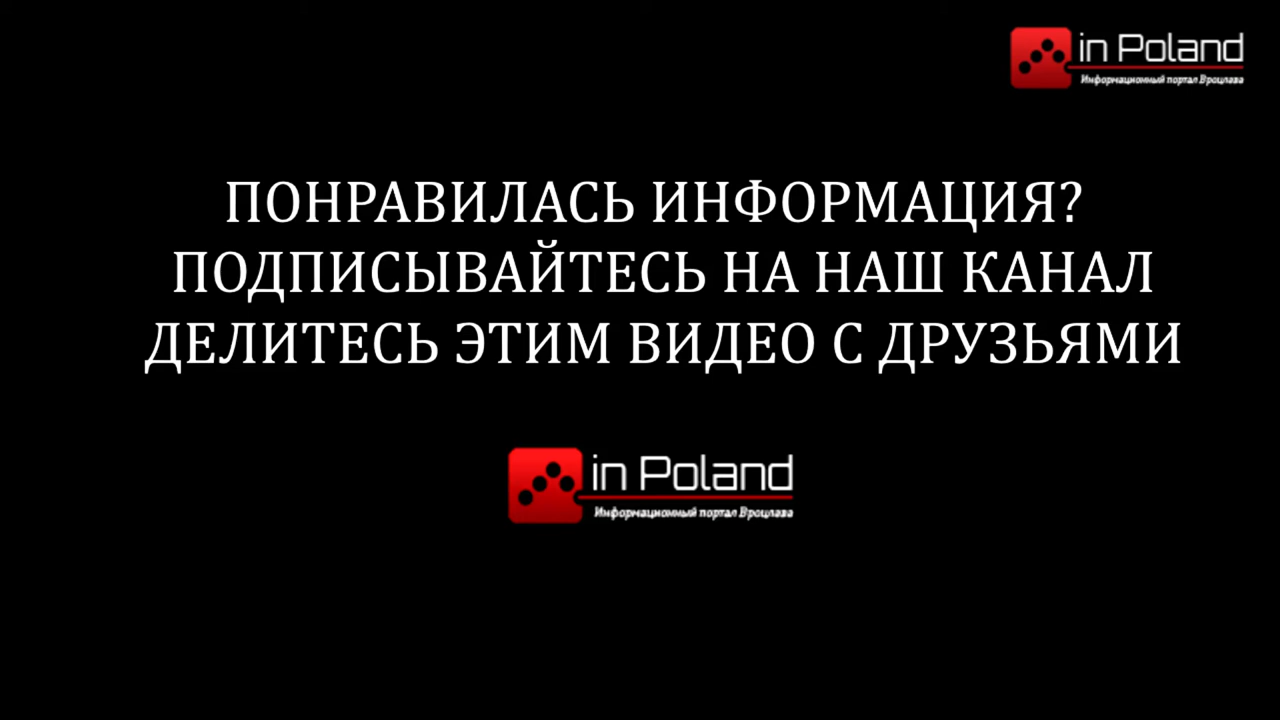 in Poland
Информационный портал Вроцлава
ПОНРАВИЛАСЬ ИНФОРМАЦИЯ?
ПОДПИСЫВАЙТЕСЬ НА НАШ КАНАЛ
ДЕЛИТЕСЬ ЭТИМ ВИДЕО С ДРУЗЬЯМИ
in Poland
Информационный портал Вроцлава